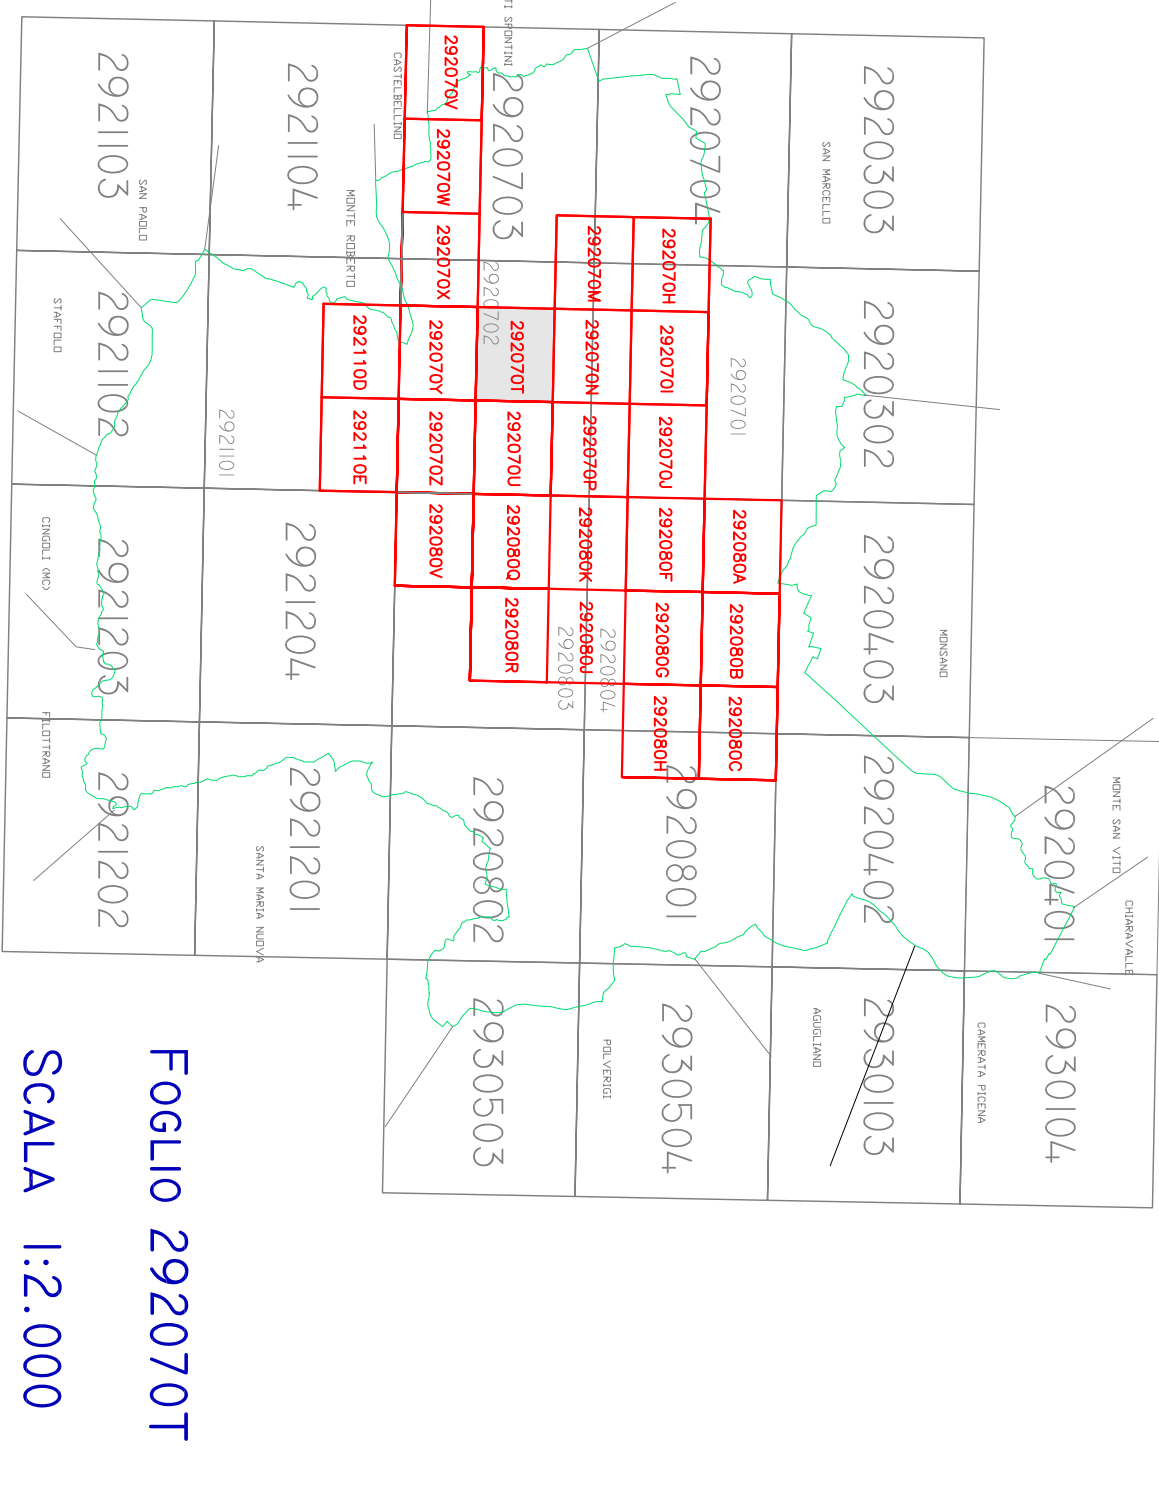 MONTE SAN VITO
CHIARAVALLE
2920401
2930104
CAMERATA PICENA
MONSANO
2920303
2920302
2920403
2920402
2930103
SAN MARCELLO
AGUGLIANO
2920701
292080A
292080B
292080C
2920704
292070H
292070I
292070J
292080F
292080G
292080H
2920801
2930504
2920804
292070M
292070N
292070P
292080K
292080J
2920803
POLVERIGI
TI SPONTINI
2920703
2920702
292070T
292070U
292080Q
292080R
2920802
2930503
292070V
292070W
292070X
292070Y
292070Z
292080V
CASTELBELLINO
MONTE ROBERTO
292110D
292110E
2921104
2921204
2921201
SANTA MARIA NUOVA
2921101
SAN PAOLO
2921103
2921102
2921203
2921202
STAFFOLO
CINGOLI (MC)
FILOTTRANO
FOGLIO 292070T
SCALA 1:2.000